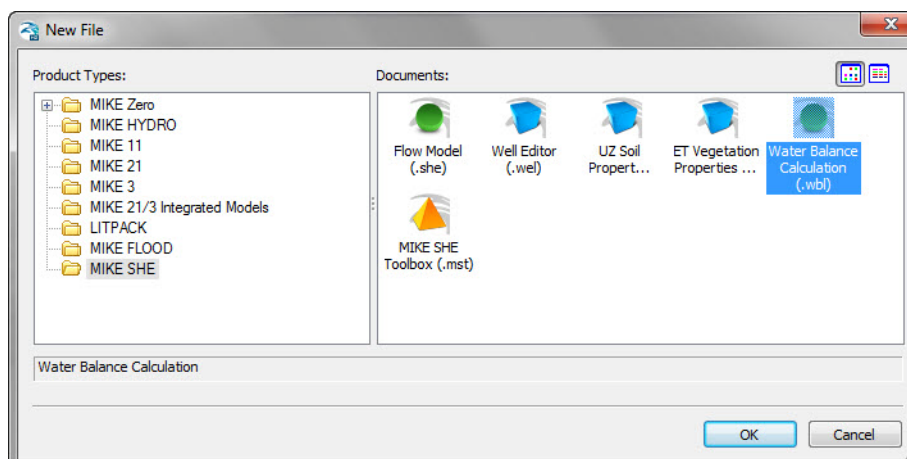 New File
Product Types:
MIKE Zero
MIKE HYDRO
MIKE 11
MIKE 21
MIKE 3
MIKE 21/3 Integrated Models
LITPACK
MIKE FLOOD
MIKE SHE
Documents:
Flow Model
(.she)
Well Editor
(.wel)
UZ Soil
Propert...
ET Vegetation
Properties ...
Water Balance
Calculation
(.wbl)
MIKE SHE
Toolbox (.mst)
Water Balance Calculation
OK
Cancel